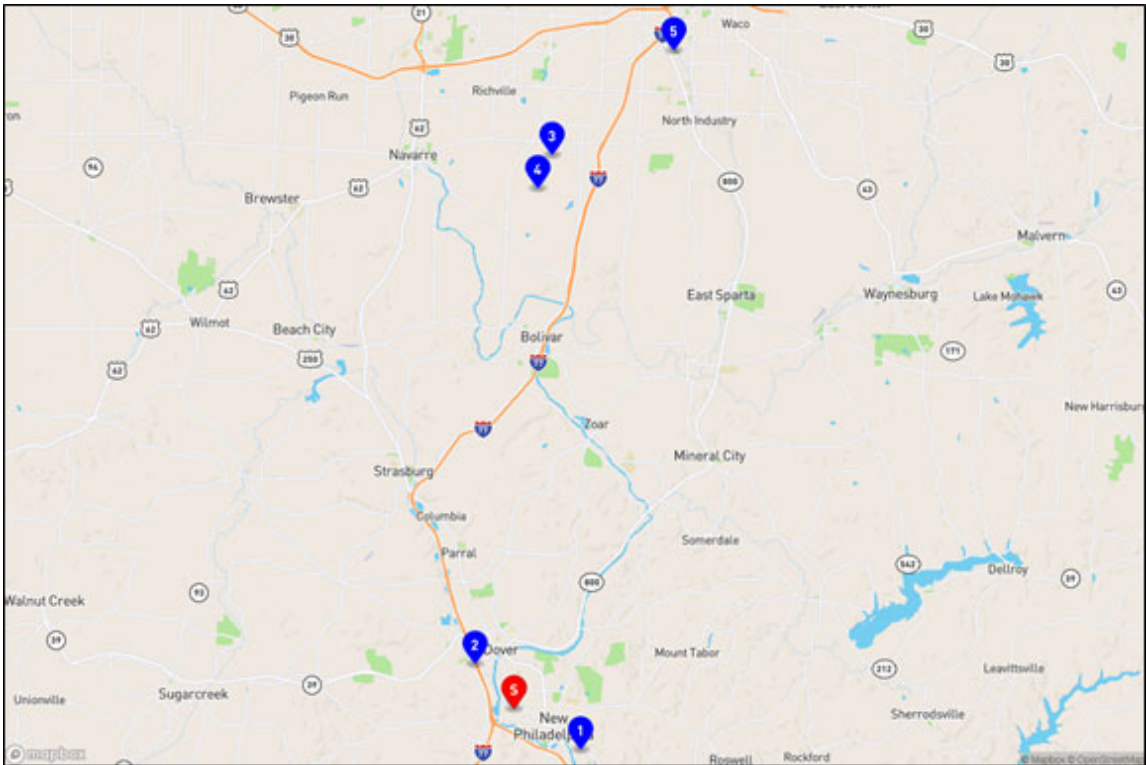 21
30
5
Waco
30
Richville
Pigeon Run
ron
62
North Industry
3
Navarre
43
94
4
77
800
62
Brewster
Malvern
62
East Sparta
Waynesburg
Lake Mohawk
43
Wilmot
62
Beach City
Bolivar
250
171
77
62
New Harrisburg
Zoar
77
Mineral City
Strasburg
Columbia
Somerdale
Parral
542
Dellroy
39
800
93
Walnut Creek
39
2
Dover
Mount Tabor
212
Leavittsville
39
Sugarcreek
S
Unionville
New
Philadelphia
1
Sherrodsville
77
Roswell
Rockford
mapbox
© Mapbox © OpenStreetMap